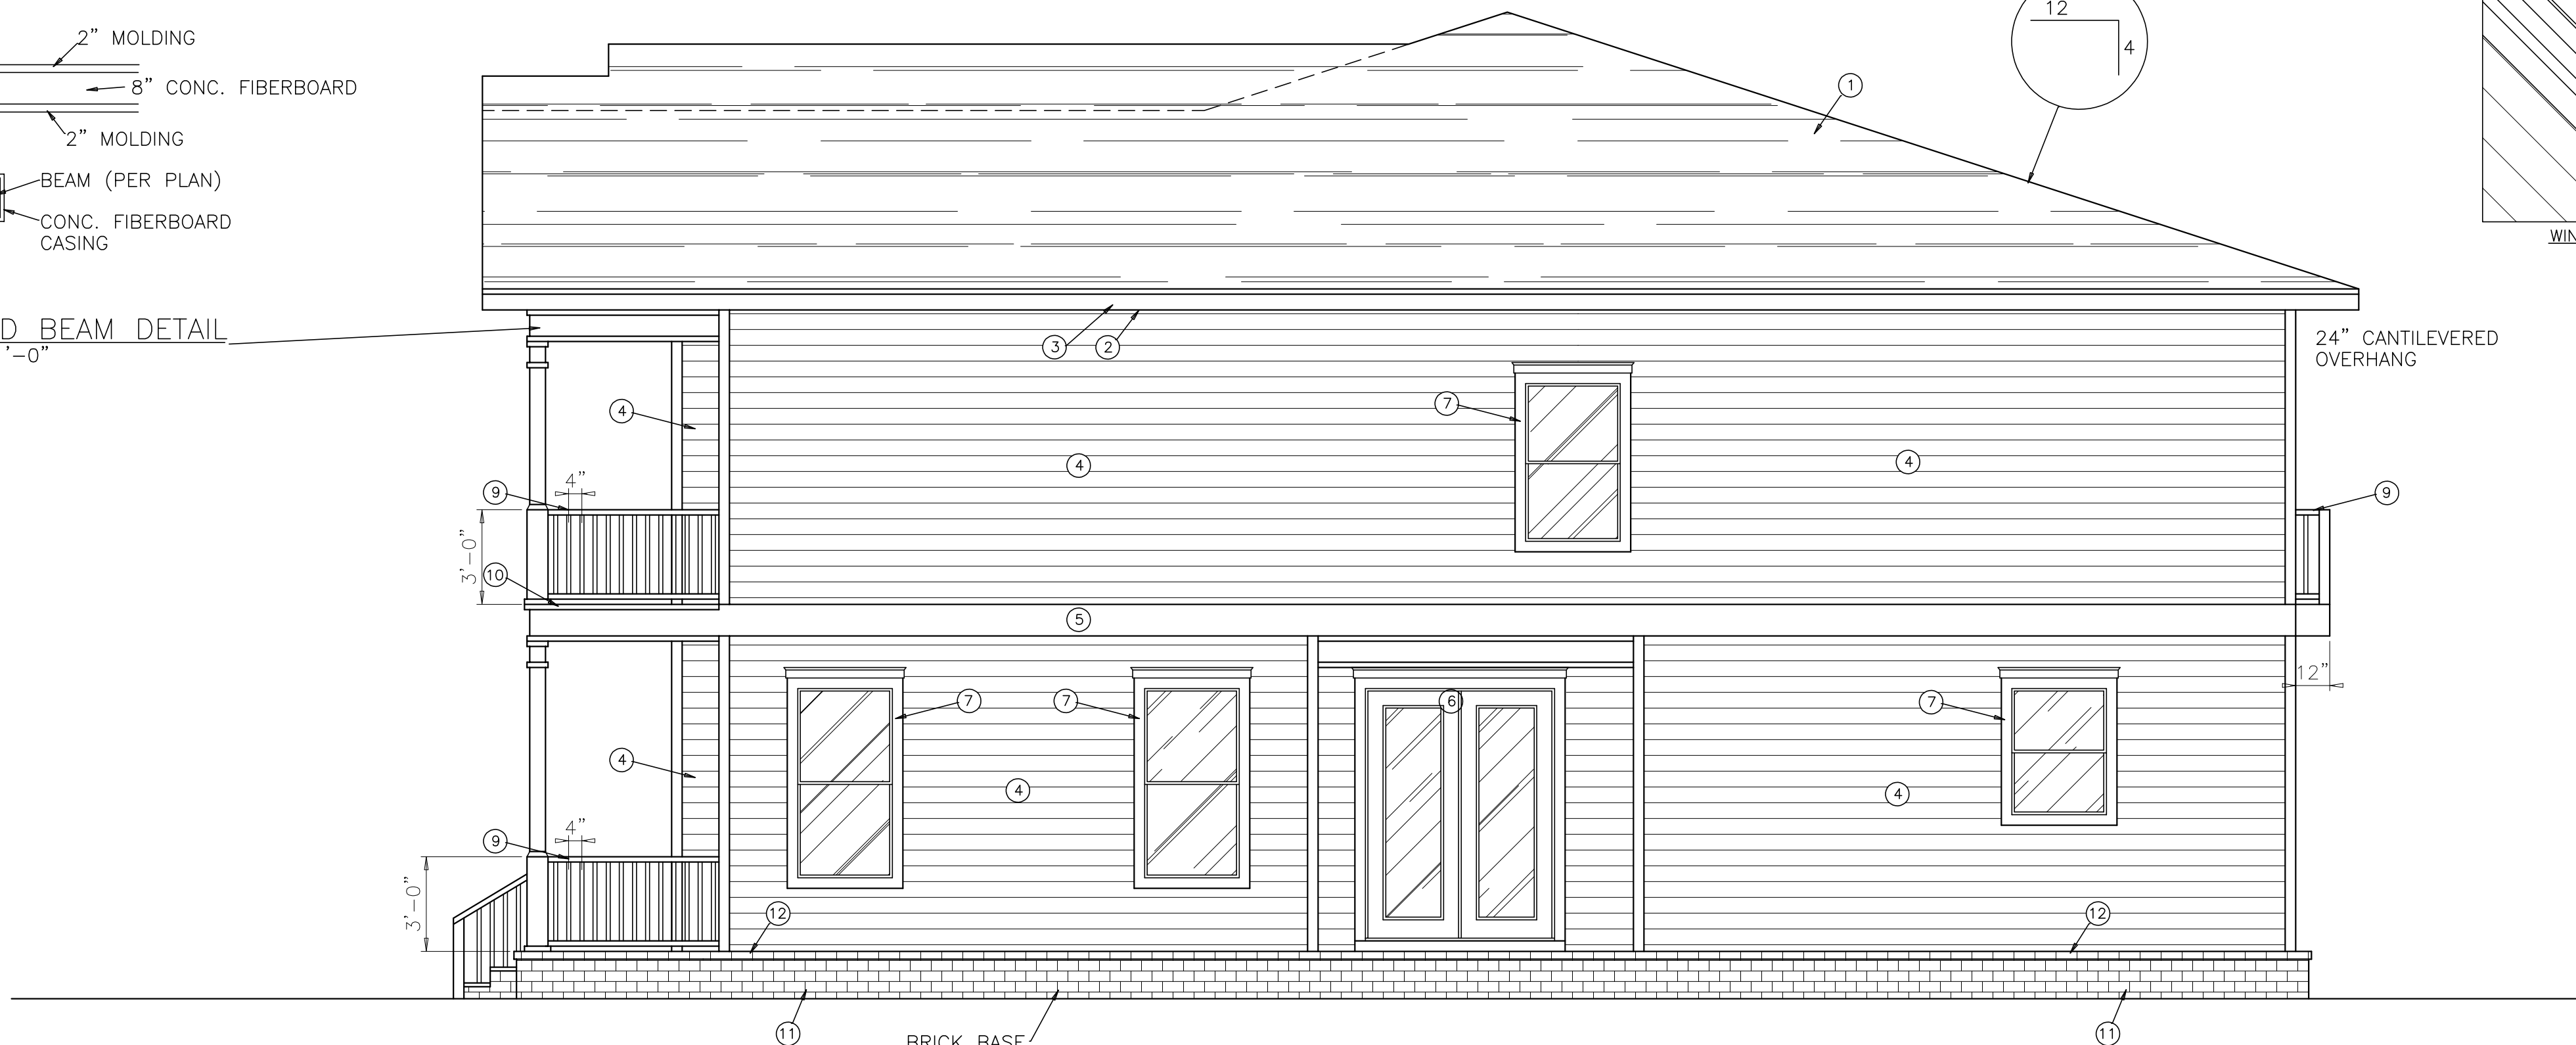 2” MOLDING
8” CONC. FIBERBOARD
2” MOLDING
BEAM (PER PLAN)
CONC. FIBERBOARD
CASING
D BEAM DETAIL
'-0”
12
4
1
WIN
3
2
24” CANTILEVERED
OVERHANG
4
7
4
4
9
4”
9
3'-0”
10
5
12”
7
7
6
7
4
4
4
9
4”
3'-0”
12
12
11
BRICK BASE
11